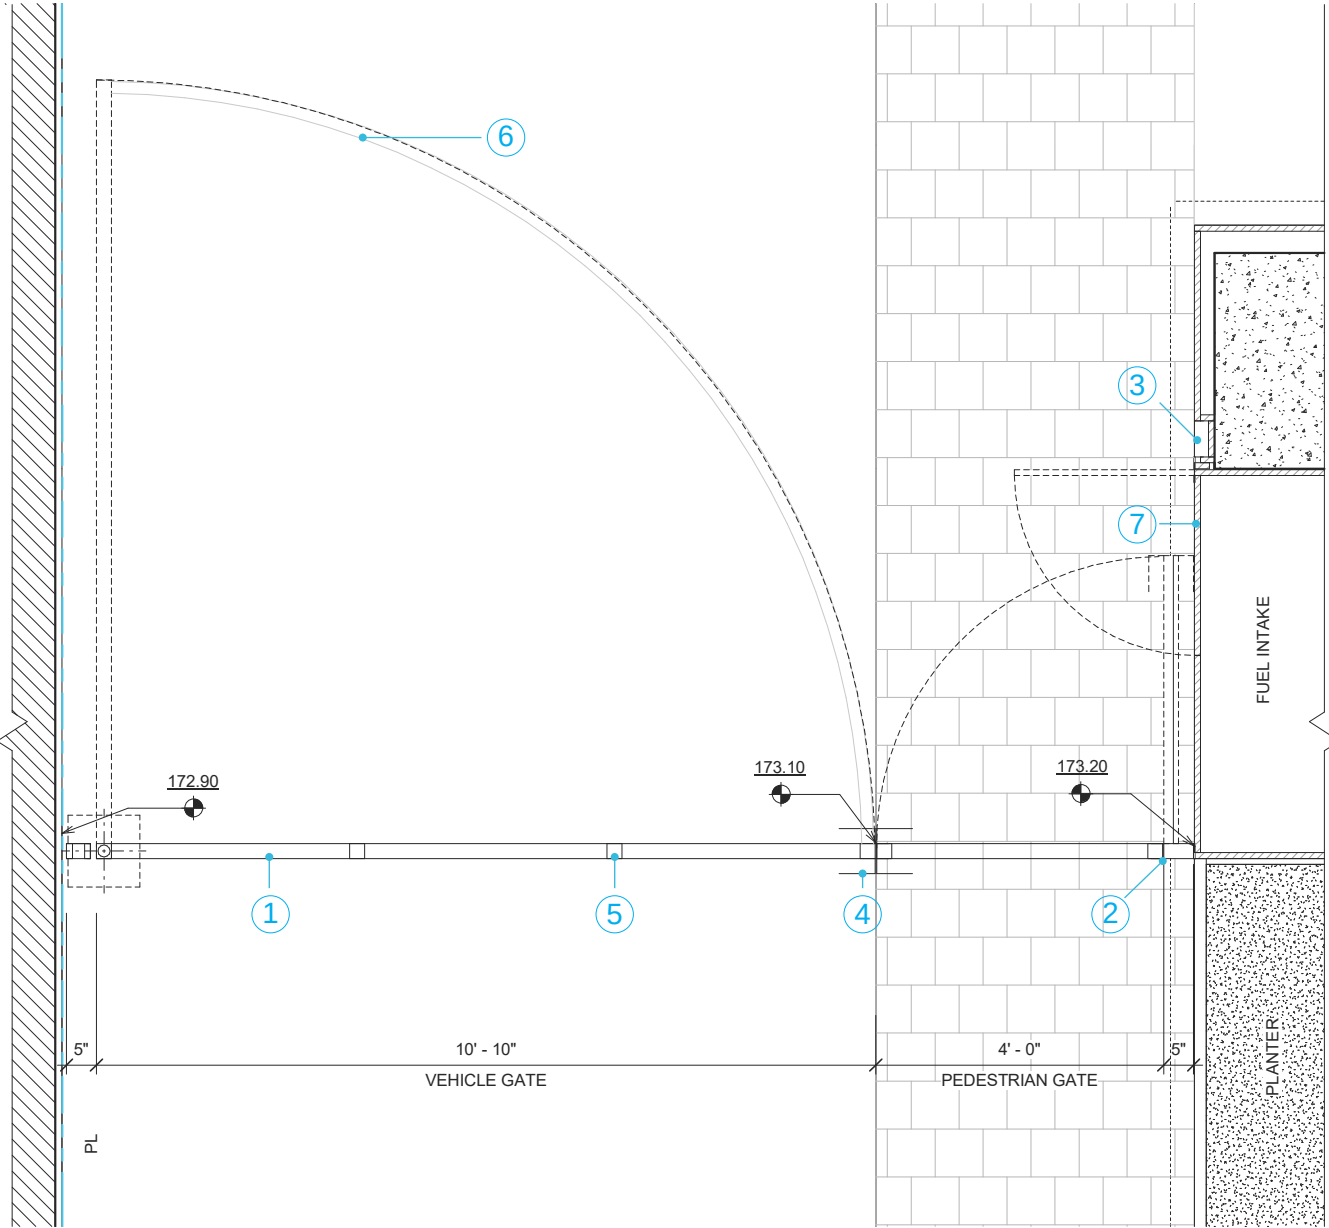 6
3
7
FUEL INTAKE
172.90
173.10
173.20
1
5
4
2
5"
10' - 10"
4' - 0"
5"
VEHICLE GATE
PEDESTRIAN GATE
PLANTER
PL